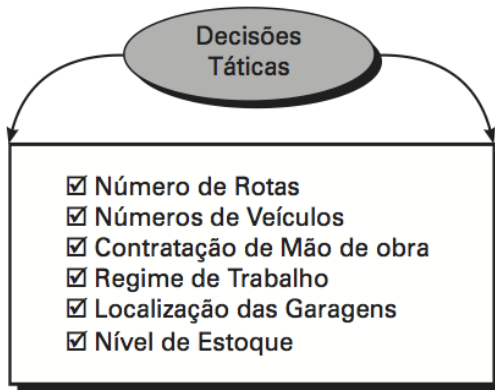 Decisões
Táticas
☑ Número de Rotas
☑ Números de Veículos
☑ Contratação de Mão de obra
☑ Regime de Trabalho
☑ Localização das Garagens
☑ Nível de Estoque